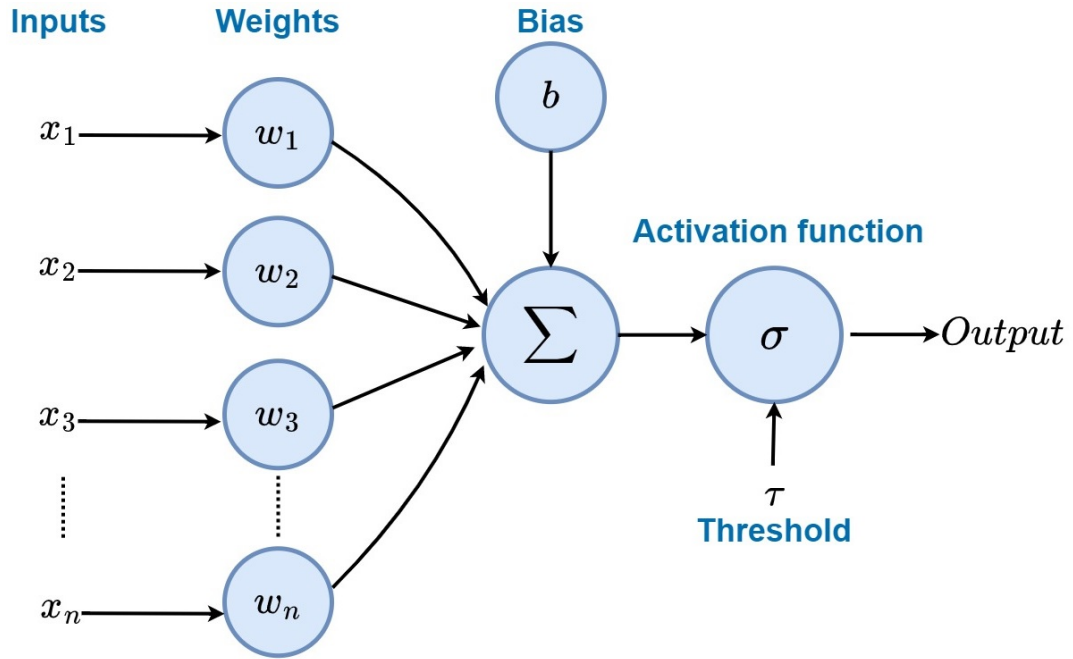 Inputs Weights Bias
b
x₁ w₁
Activation function
x₂ w₂
∑ σ Output
x₃ w₃
τ
Threshold
xₙ wₙ